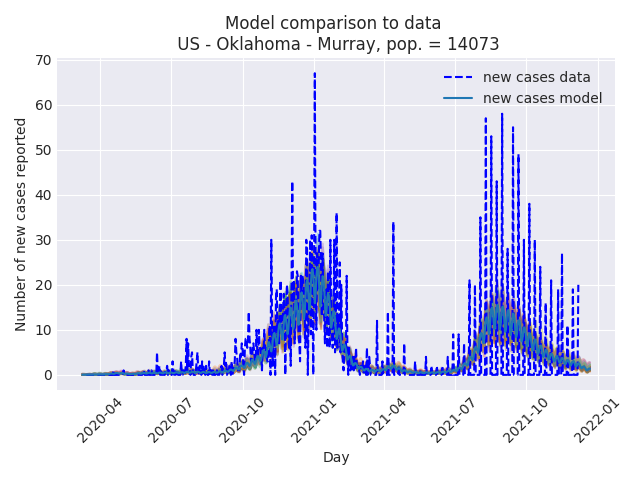 Model comparison to data
US - Oklahoma - Murray, pop. = 14073
new cases data
new cases model
Number of new cases reported
70
60
50
40
30
20
10
0
2020-04
2020-07
2020-10
2021-01
2021-04
2021-07
2021-10
2022-01
Day